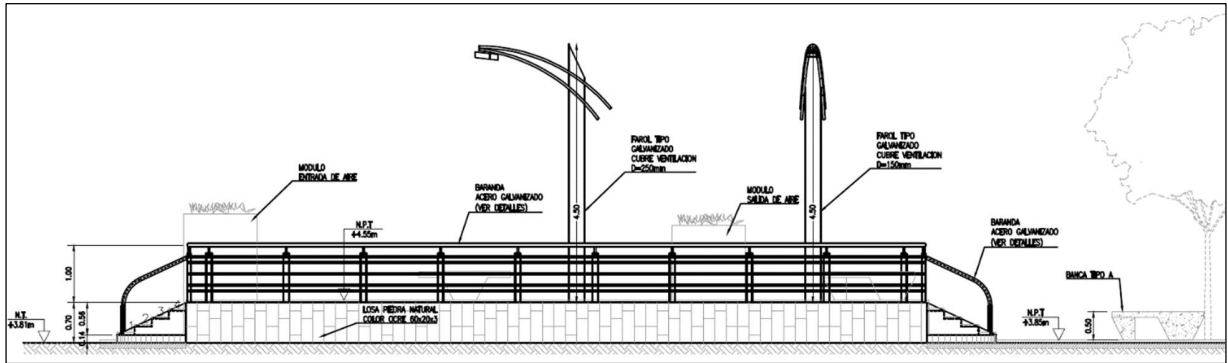 FAROL TIPO
GALVANIZADO
CUBRE VENTILACION
D=250mm
FAROL TIPO
GALVANIZADO
CUBRE VENTILACION
D=150mm
MODULO
ENTRADA DE AIRE
BARANDA
ACERO GALVANIZADO
(VER DETALLES)
MODULO
SALIDA DE AIRE
4.50
4.50
N.P.T
+4.55m
BARANDA
ACERO GALVANIZADO
(VER DETALLES)
BANCA TIPO A
1.00
N.T.
+3.81m
0.70
0.56
0.14
1
2
3
LOSA PIEDRA NATURAL
COLOR OCRE 60x20x3
N.P.T
+3.85m
0.50